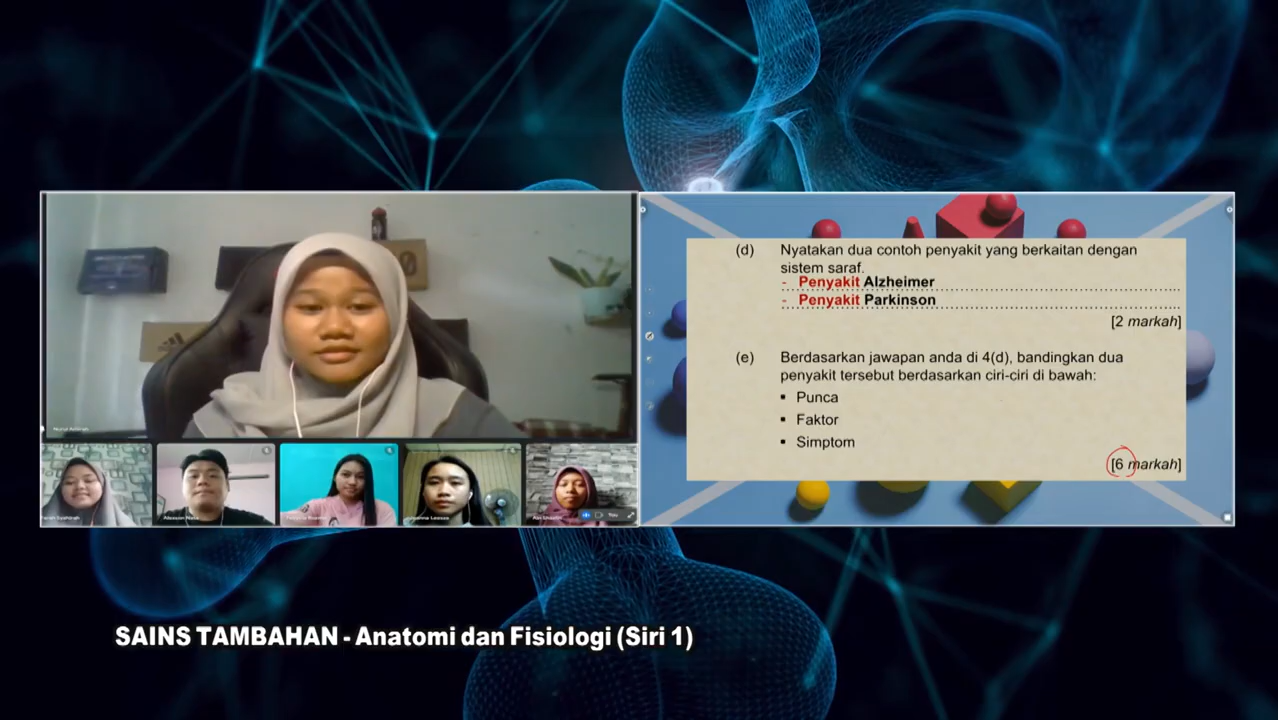 (d) Nyatakan dua contoh penyakit yang berkaitan dengan
sistem saraf.
- Penyakit Alzheimer
- Penyakit Parkinson
[2 markah]
(e) Berdasarkan jawapan anda di 4(d), bandingkan dua
penyakit tersebut berdasarkan ciri-ciri di bawah:
▪ Punca
▪ Faktor
▪ Simptom
[6 markah]
SAINS TAMBAHAN - Anatomi dan Fisiologi (Siri 1)